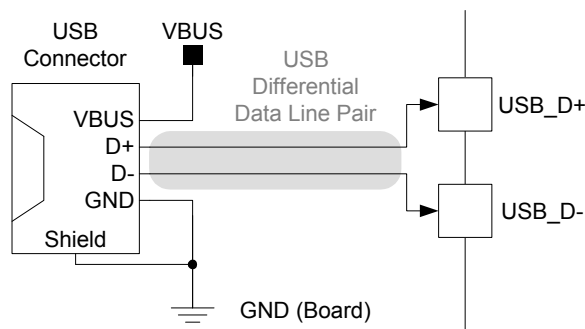 USB
Connector
VBUS
USB
Differential
Data Line Pair
VBUS
D+
D-
GND
Shield
USB_D+
USB_D-
GND (Board)